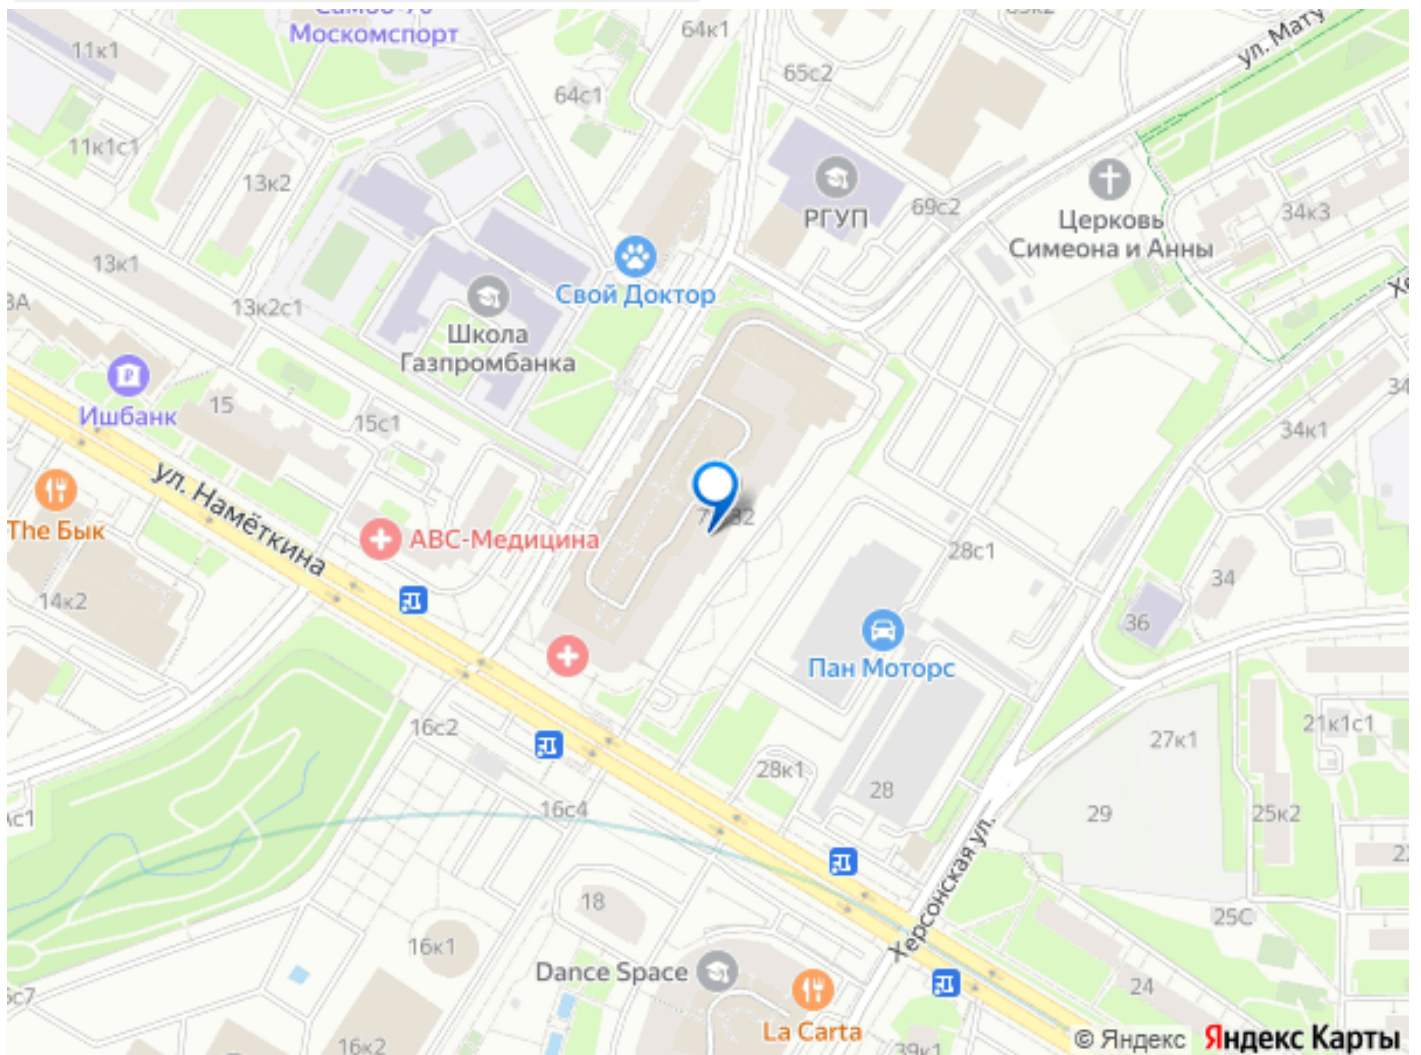 Москомспорт
64к1
11к1
65с2
ул. Мату
64с1
11к1с1
13к2
РГУП
69с2
Церковь
Симеона и Анны
34к3
13к1
Свой Доктор
13к2с1
Школа
Газпромбанка
Ишбанк
15
15с1
34к1
The Бык
ул. Намёткина
АВС-Медицина
28с1
34
14к2
36
Пан Моторс
16с2
28к1
27к1
21к1с1
28
16с4
29
25к2
Херсонская ул.
18
25С
16к1
Dance Space
24
La Carta
16к2
39к1
© Яндекс
Яндекс Карты